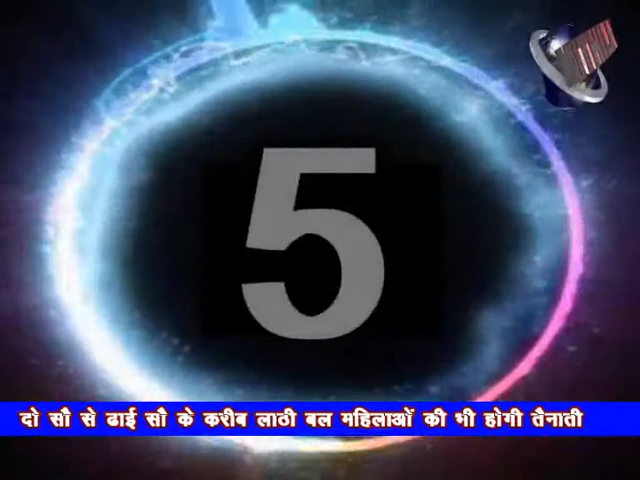 5
दो सौ से ढाई सौ के करीब लाठी बल महिलाओं की भी होगी तैनाती